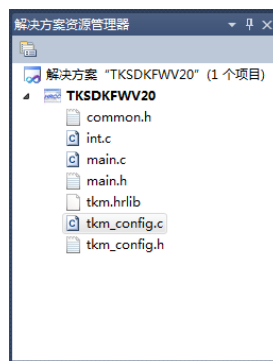 解决方案资源管理器
解决方案 "TKSDKFWV20" (1 个项目)
TKSDKFWV20
common.h
int.c
main.c
main.h
tkm.hrlib
tkm_config.c
tkm_config.h